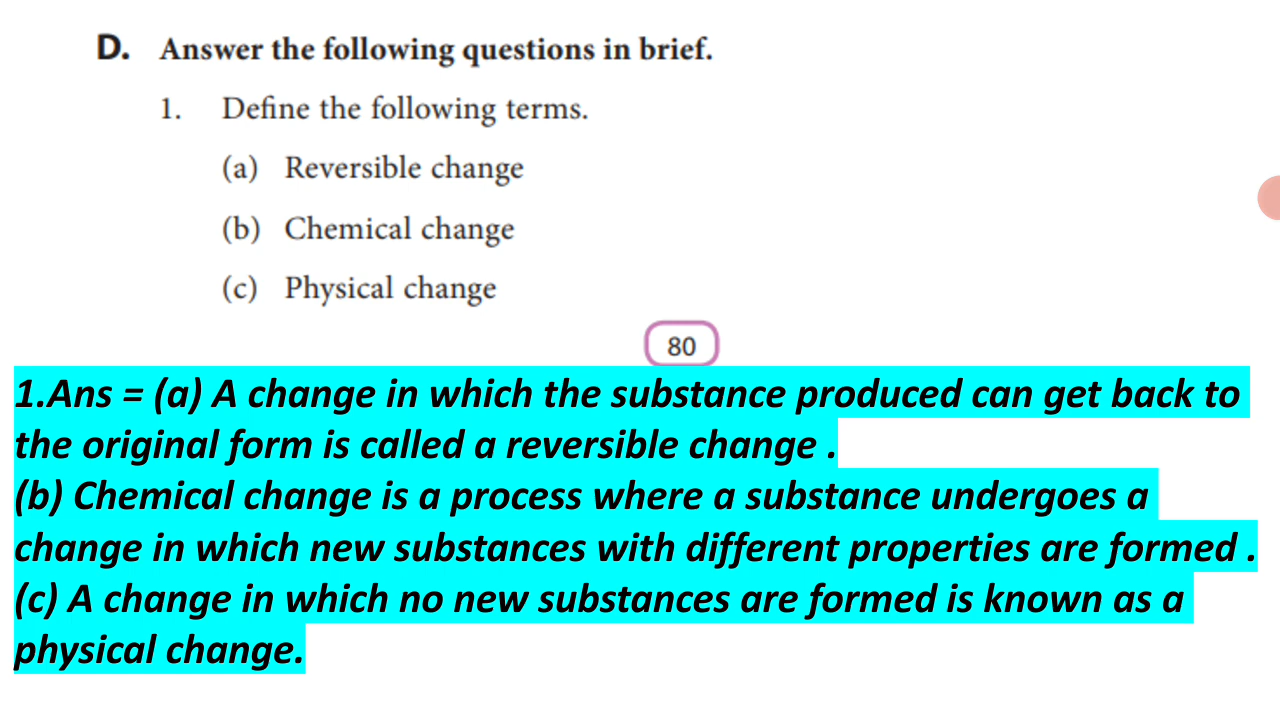 D. Answer the following questions in brief.
1. Define the following terms.
(a) Reversible change
(b) Chemical change
(c) Physical change
80
1.Ans = (a) A change in which the substance produced can get back to
the original form is called a reversible change .
(b) Chemical change is a process where a substance undergoes a
change in which new substances with different properties are formed .
(c) A change in which no new substances are formed is known as a
physical change.